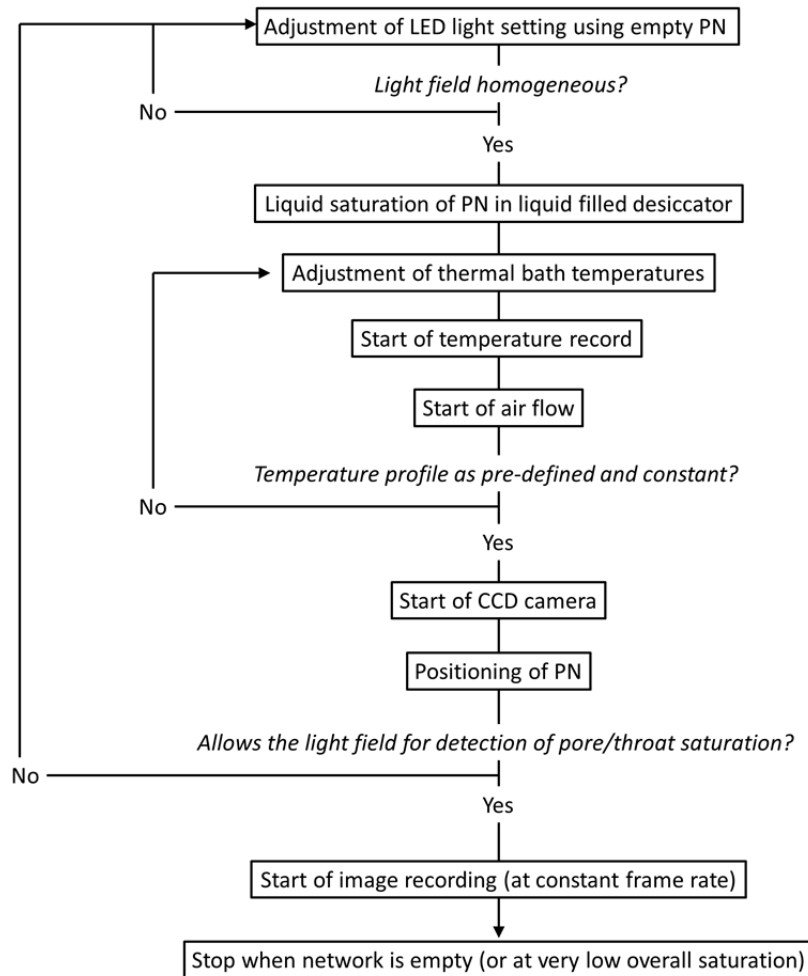 Adjustment of LED light setting using empty PN
Light field homogeneous?
No
Yes
Liquid saturation of PN in liquid filled desiccator
Adjustment of thermal bath temperatures
Start of temperature record
Start of air flow
Temperature profile as pre-defined and constant?
No
Yes
Start of CCD camera
Positioning of PN
Allows the light field for detection of pore/throat saturation?
No
Yes
Start of image recording (at constant frame rate)
Stop when network is empty (or at very low overall saturation)